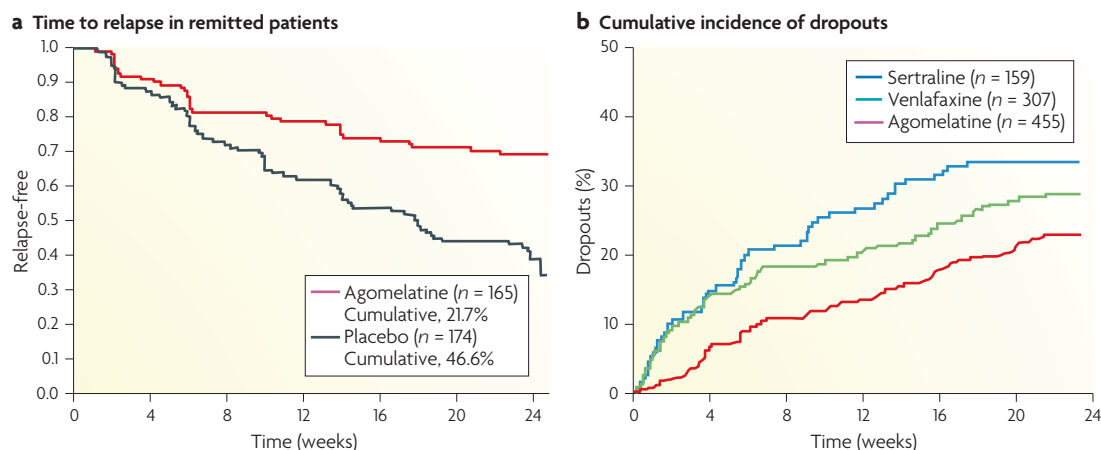 a Time to relapse in remitted patients
1.0
0.9
0.8
0.7
0.6
0.5
0.4
0.3
0.2
0.1
0.0
Relapse-free
0 4 8 12 16 20 24
Time (weeks)
Agomelatine (n = 165)
Cumulative, 21.7%
Placebo (n = 174)
Cumulative, 46.6%
b Cumulative incidence of dropouts
50
40
30
20
10
0
Dropouts (%)
0 4 8 12 16 20 24
Time (weeks)
Sertraline (n = 159)
Venlafaxine (n = 307)
Agomelatine (n = 455)